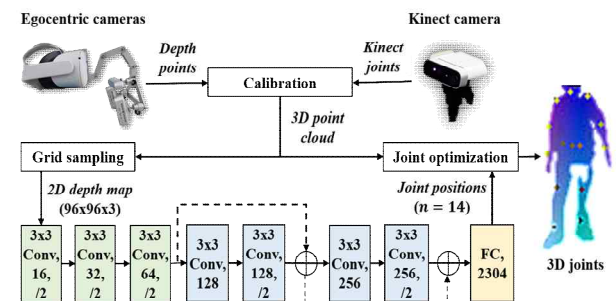 Egocentric cameras
Kinect camera
Depth
points
Kinect
joints
Calibration
3D point
cloud
Grid sampling
Joint optimization
2D depth map
(96x96x3)
Joint positions
(n = 14)
3x3
Conv,
16,
/2
3x3
Conv,
32,
/2
3x3
Conv,
64,
/2
3x3
Conv,
128
3x3
Conv,
128,
/2
3x3
Conv,
256
3x3
Conv,
256,
/2
FC,
2304
3D joints